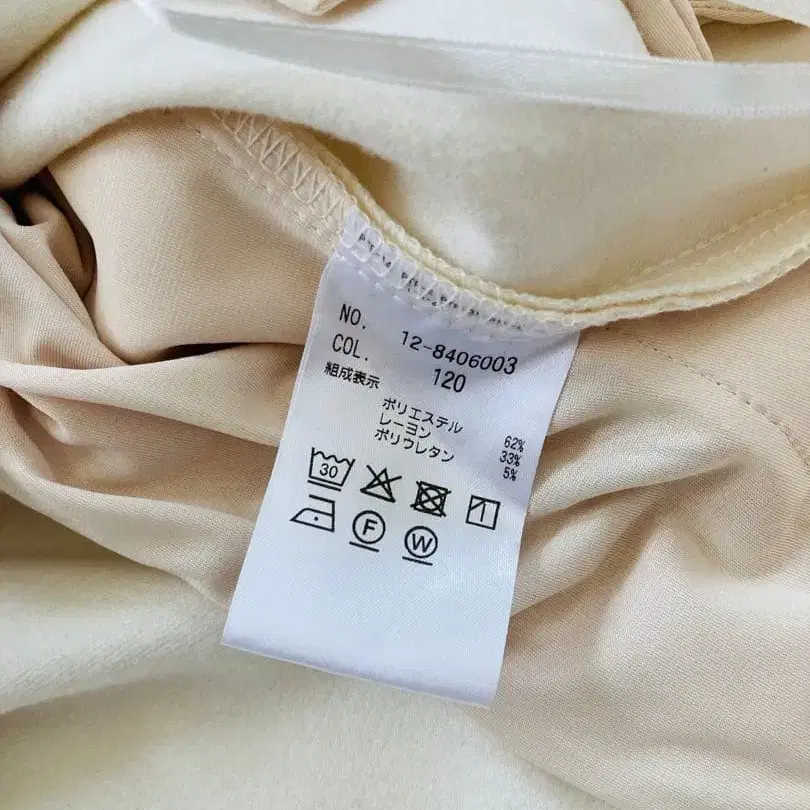 NO. 12-8406003
COL. 120
組成表示
ポリエステル 62%
レーヨン 33%
ポリウレタン 5%
30
F W